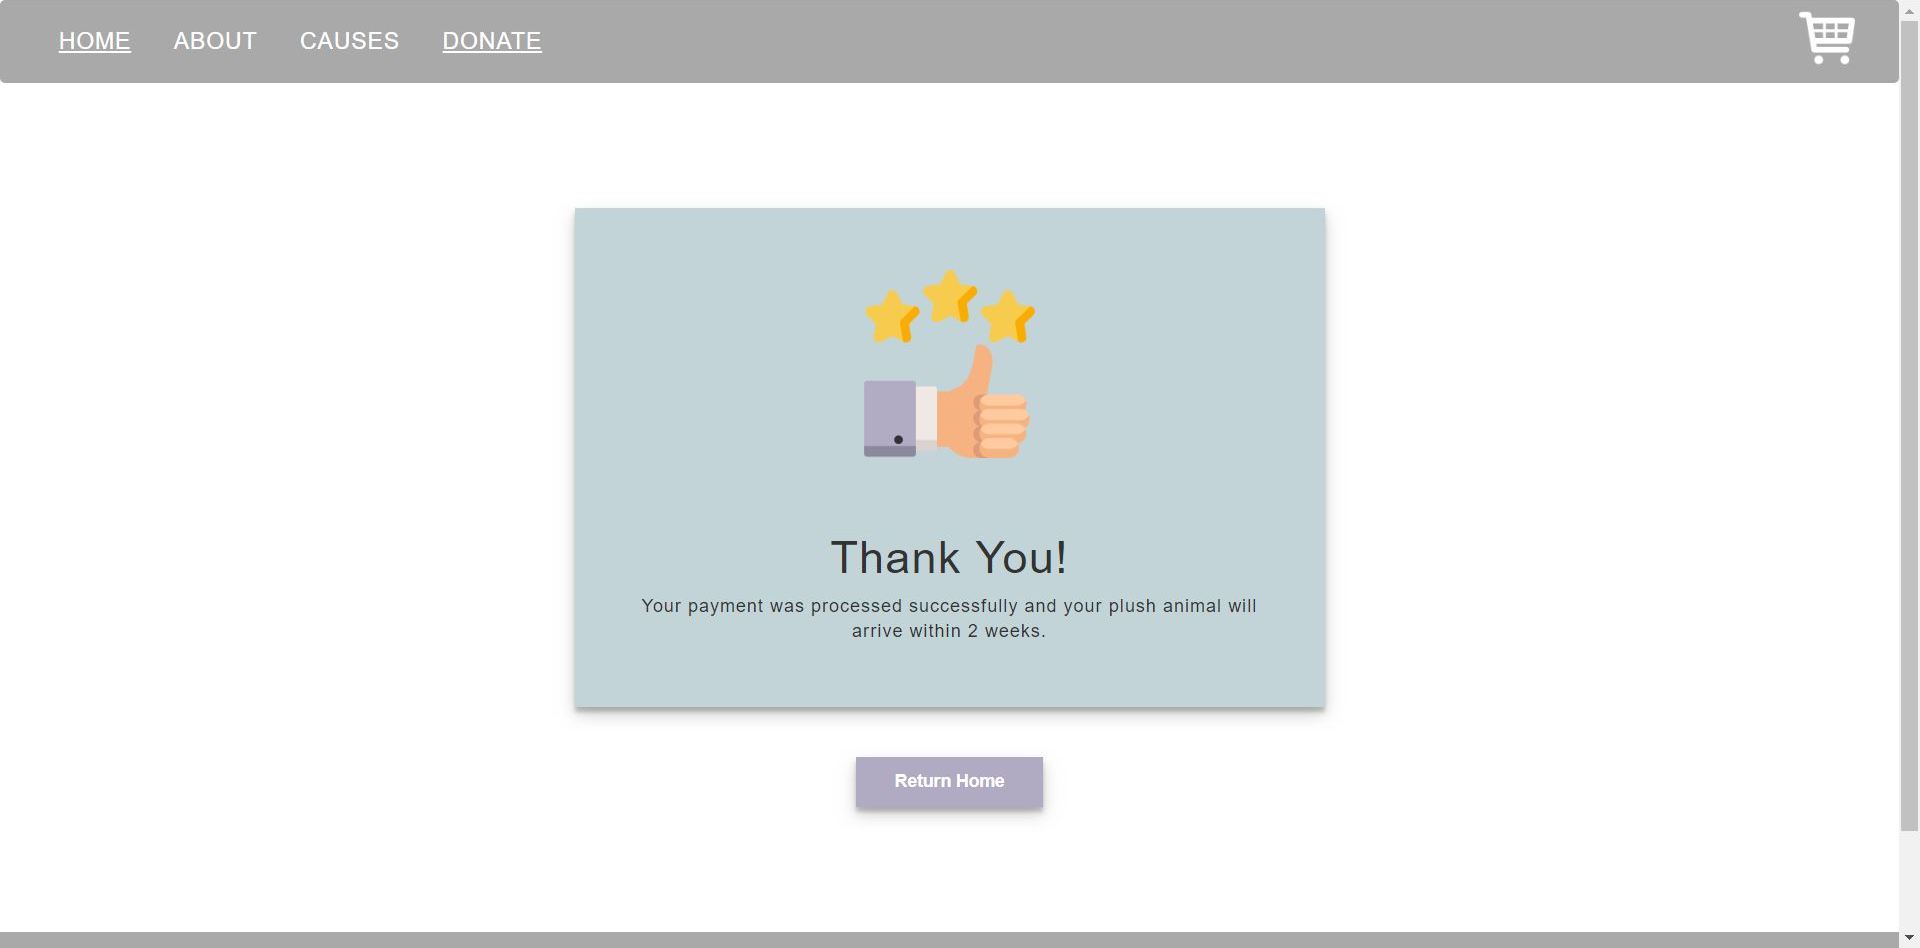 HOME ABOUT CAUSES DONATE
Thank You!
Your payment was processed successfully and your plush animal will
arrive within 2 weeks.
Return Home